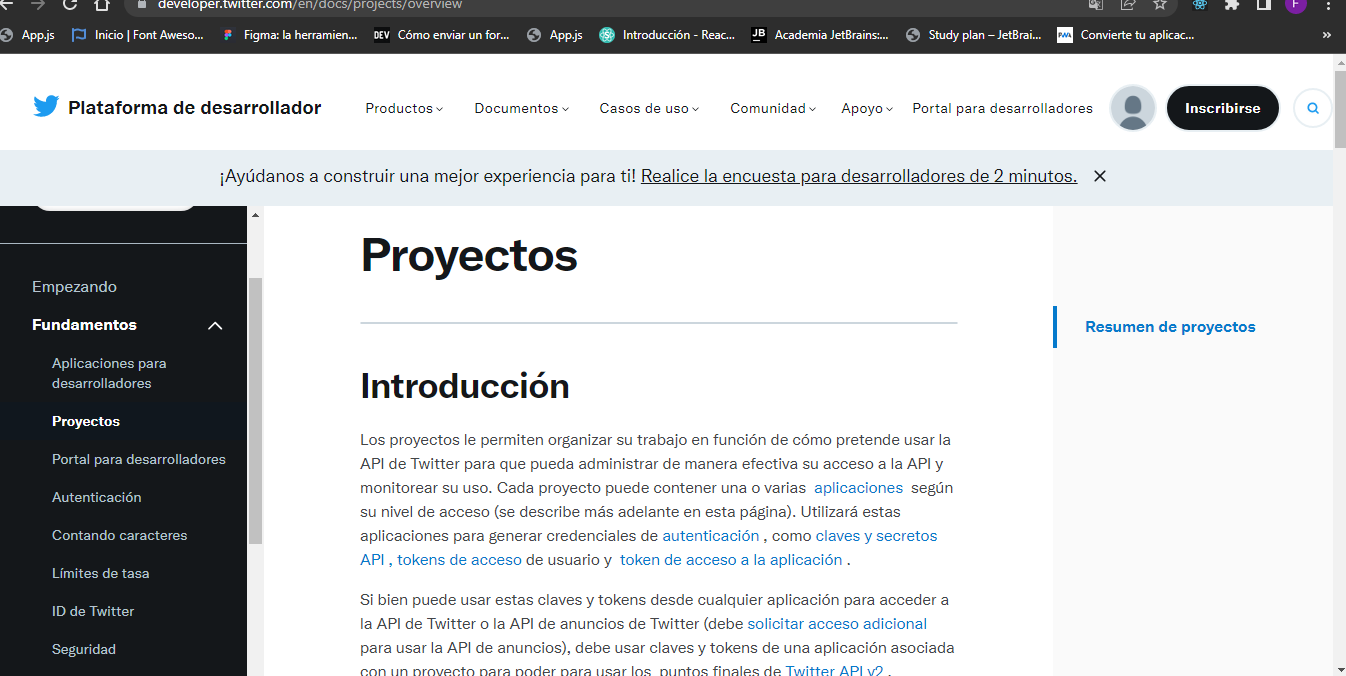 developer.twitter.com/en/docs/projects/overview
App.js
Inicio | Font Aweso...
Figma: la herramien...
DEV
Cómo enviar un for...
App.js
Introducción - Reac...
JB
Academia JetBrains:...
Study plan – JetBrai...
PWA
Convierte tu aplicac...
»
F
Plataforma de desarrollador
Productos
Documentos
Casos de uso
Comunidad
Apoyo
Portal para desarrolladores
Inscribirse
¡Ayúdanos a construir una mejor experiencia para ti! Realice la encuesta para desarrolladores de 2 minutos.
Empezando
Fundamentos
Aplicaciones para
desarrolladores
Proyectos
Portal para desarrolladores
Autenticación
Contando caracteres
Límites de tasa
ID de Twitter
Seguridad
Proyectos
Introducción
Los proyectos le permiten organizar su trabajo en función de cómo pretende usar la
API de Twitter para que pueda administrar de manera efectiva su acceso a la API y
monitorear su uso. Cada proyecto puede contener una o varias aplicaciones según
su nivel de acceso (se describe más adelante en esta página). Utilizará estas
aplicaciones para generar credenciales de autenticación , como claves y secretos
API , tokens de acceso de usuario y token de acceso a la aplicación .
Si bien puede usar estas claves y tokens desde cualquier aplicación para acceder a
la API de Twitter o la API de anuncios de Twitter (debe solicitar acceso adicional
para usar la API de anuncios), debe usar claves y tokens de una aplicación asociada
con un proyecto para poder para usar los puntos finales de Twitter API v2 .
Resumen de proyectos